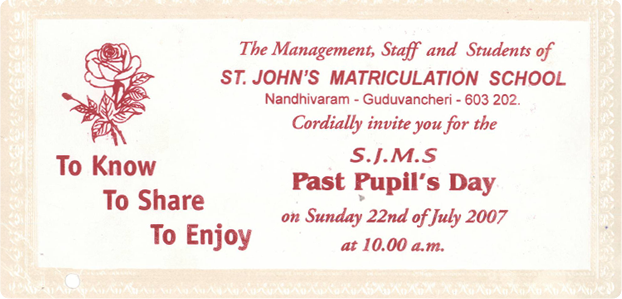 The Management, Staff and Students of
ST. JOHN'S MATRICULATION SCHOOL
Nandhivaram - Guduvancheri - 603 202.
Cordially invite you for the
S.J.M.S
Past Pupil's Day
on Sunday 22nd of July 2007
at 10.00 a.m.
To Know
To Share
To Enjoy